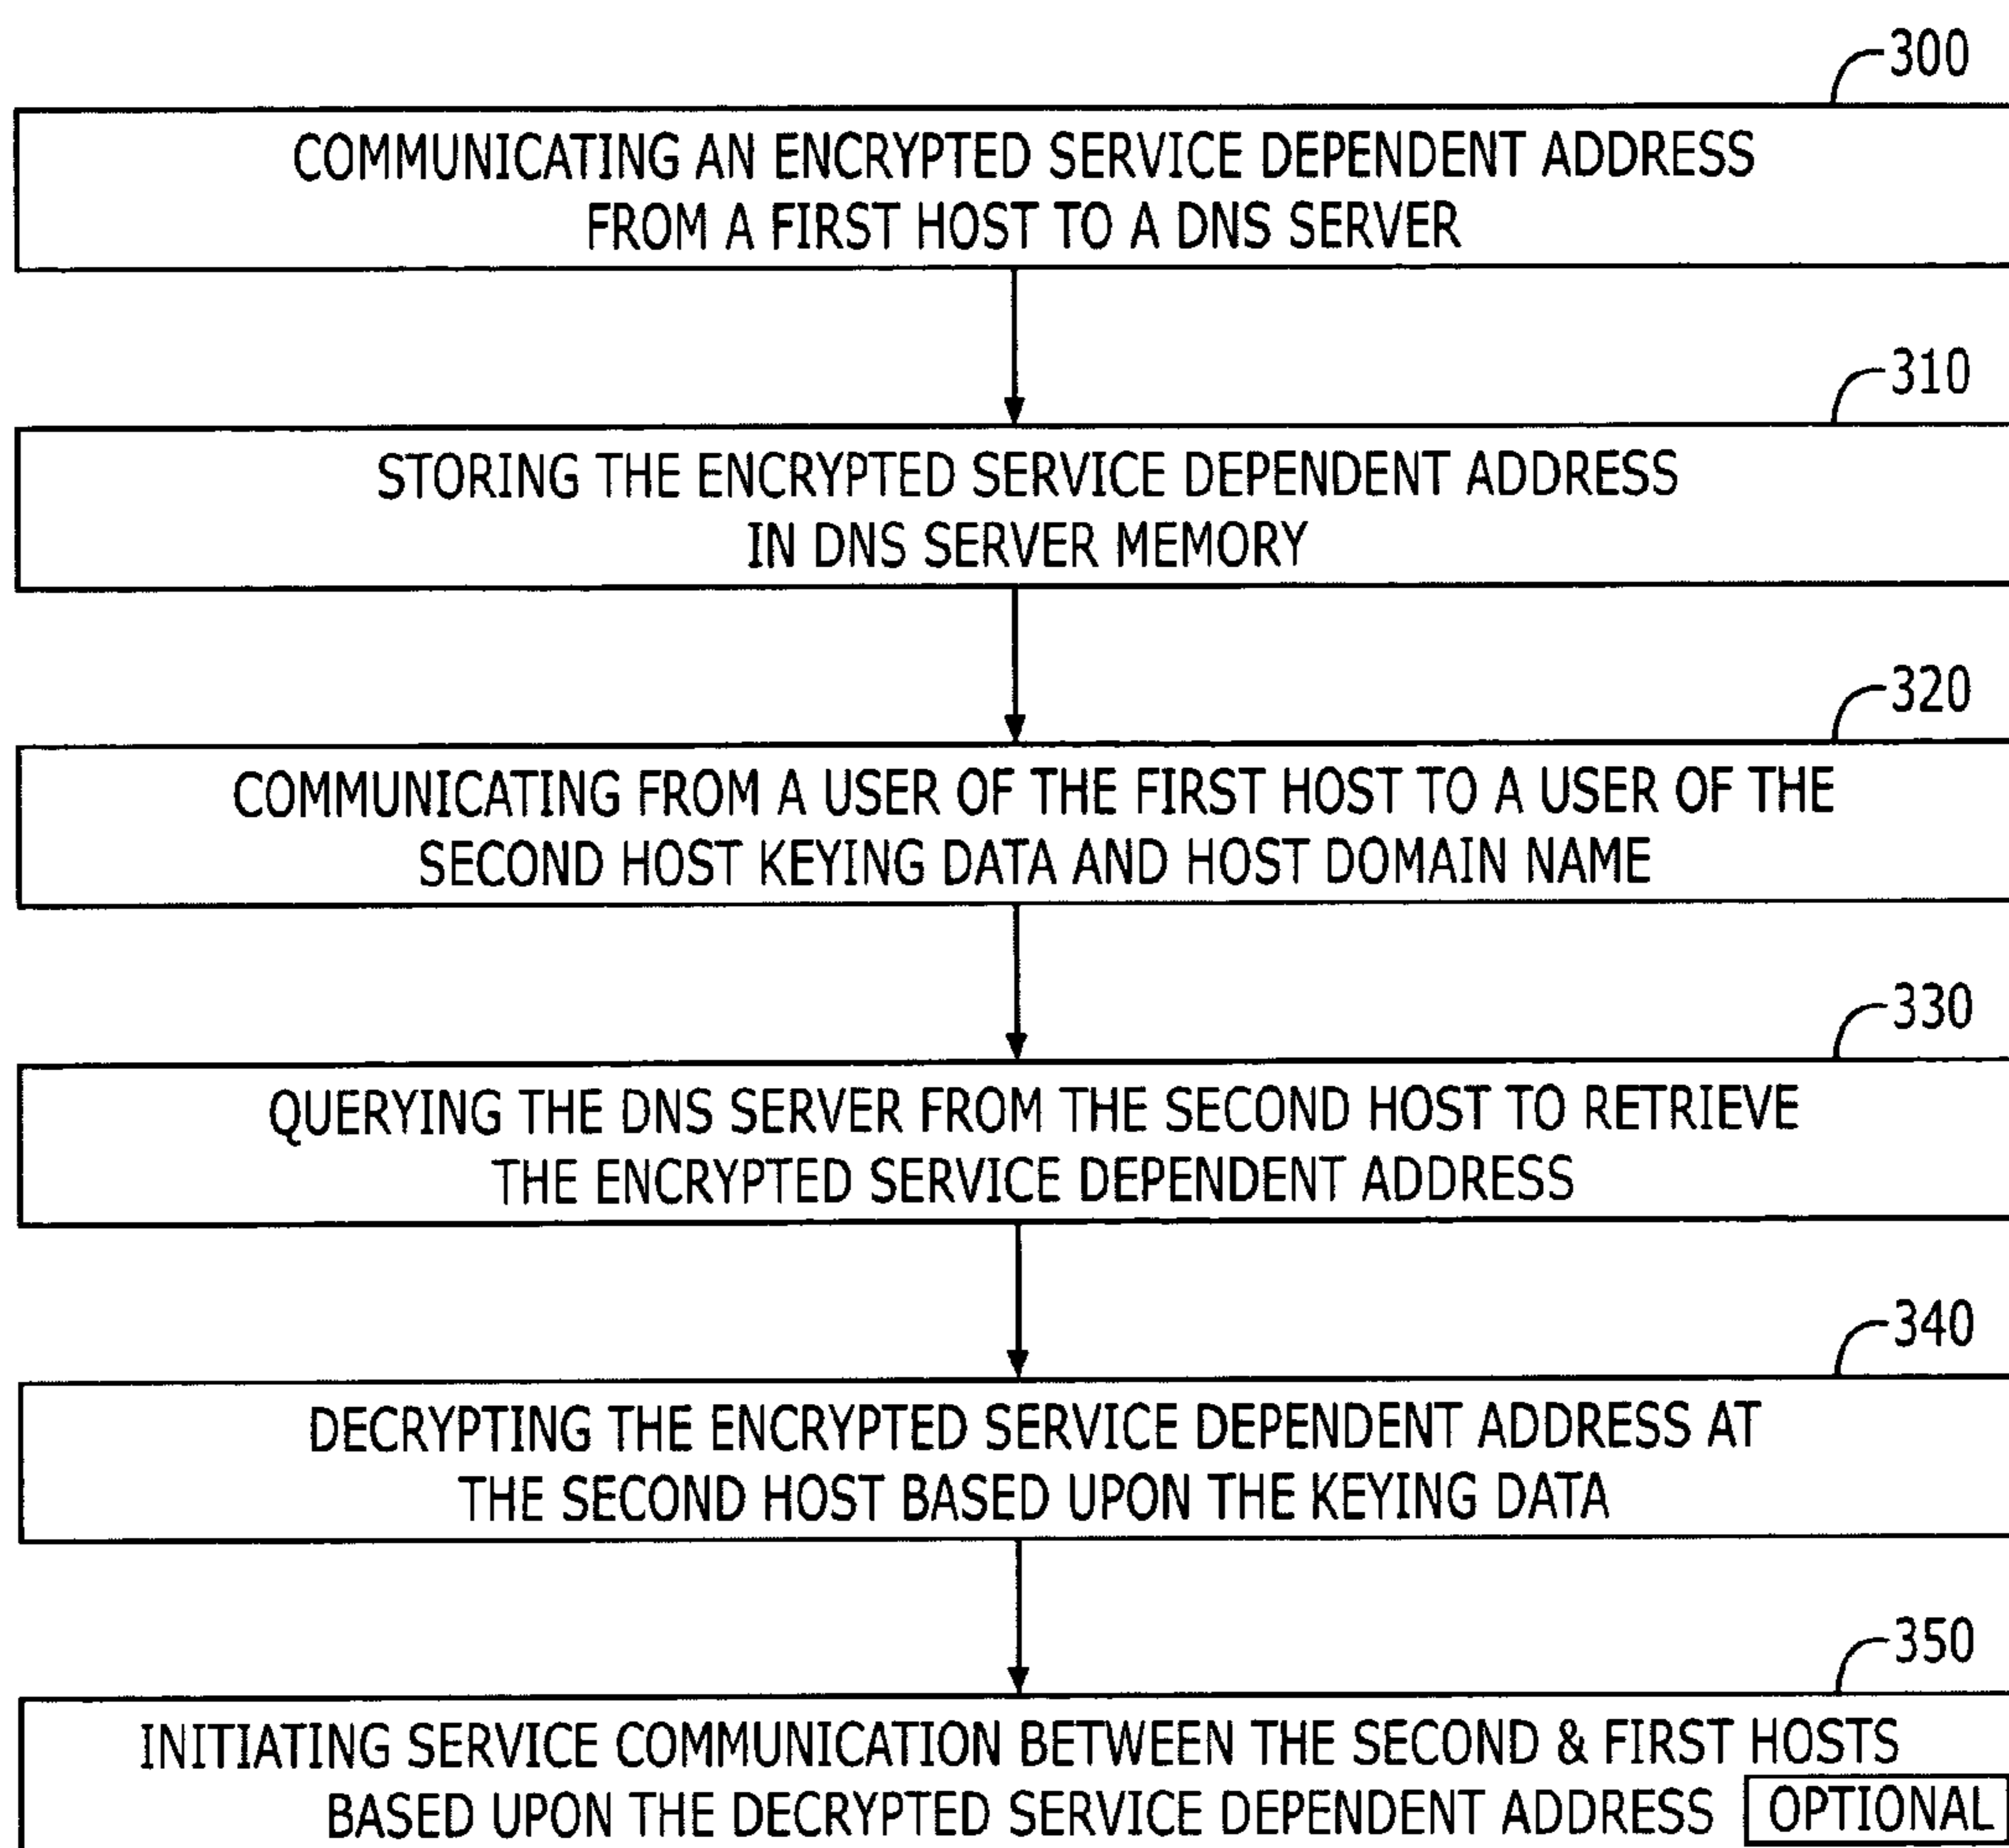 300
COMMUNICATING AN ENCRYPTED SERVICE DEPENDENT ADDRESS
FROM A FIRST HOST TO A DNS SERVER
310
STORING THE ENCRYPTED SERVICE DEPENDENT ADDRESS
IN DNS SERVER MEMORY
320
COMMUNICATING FROM A USER OF THE FIRST HOST TO A USER OF THE
SECOND HOST KEYING DATA AND HOST DOMAIN NAME
330
QUERYING THE DNS SERVER FROM THE SECOND HOST TO RETRIEVE
THE ENCRYPTED SERVICE DEPENDENT ADDRESS
340
DECRYPTING THE ENCRYPTED SERVICE DEPENDENT ADDRESS AT
THE SECOND HOST BASED UPON THE KEYING DATA
350
INITIATING SERVICE COMMUNICATION BETWEEN THE SECOND & FIRST HOSTS
BASED UPON THE DECRYPTED SERVICE DEPENDENT ADDRESS OPTIONAL